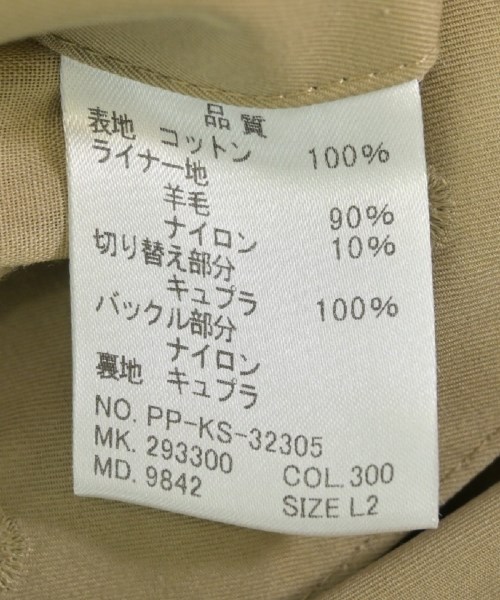 品質
表地 コットン 100%
ライナー地
羊毛 90%
ナイロン 10%
切り替え部分
キュプラ 100%
バックル部分
ナイロン
裏地 キュプラ
NO. PP-KS-32305
MK. 293300 COL. 300
MD. 9842 SIZE L2